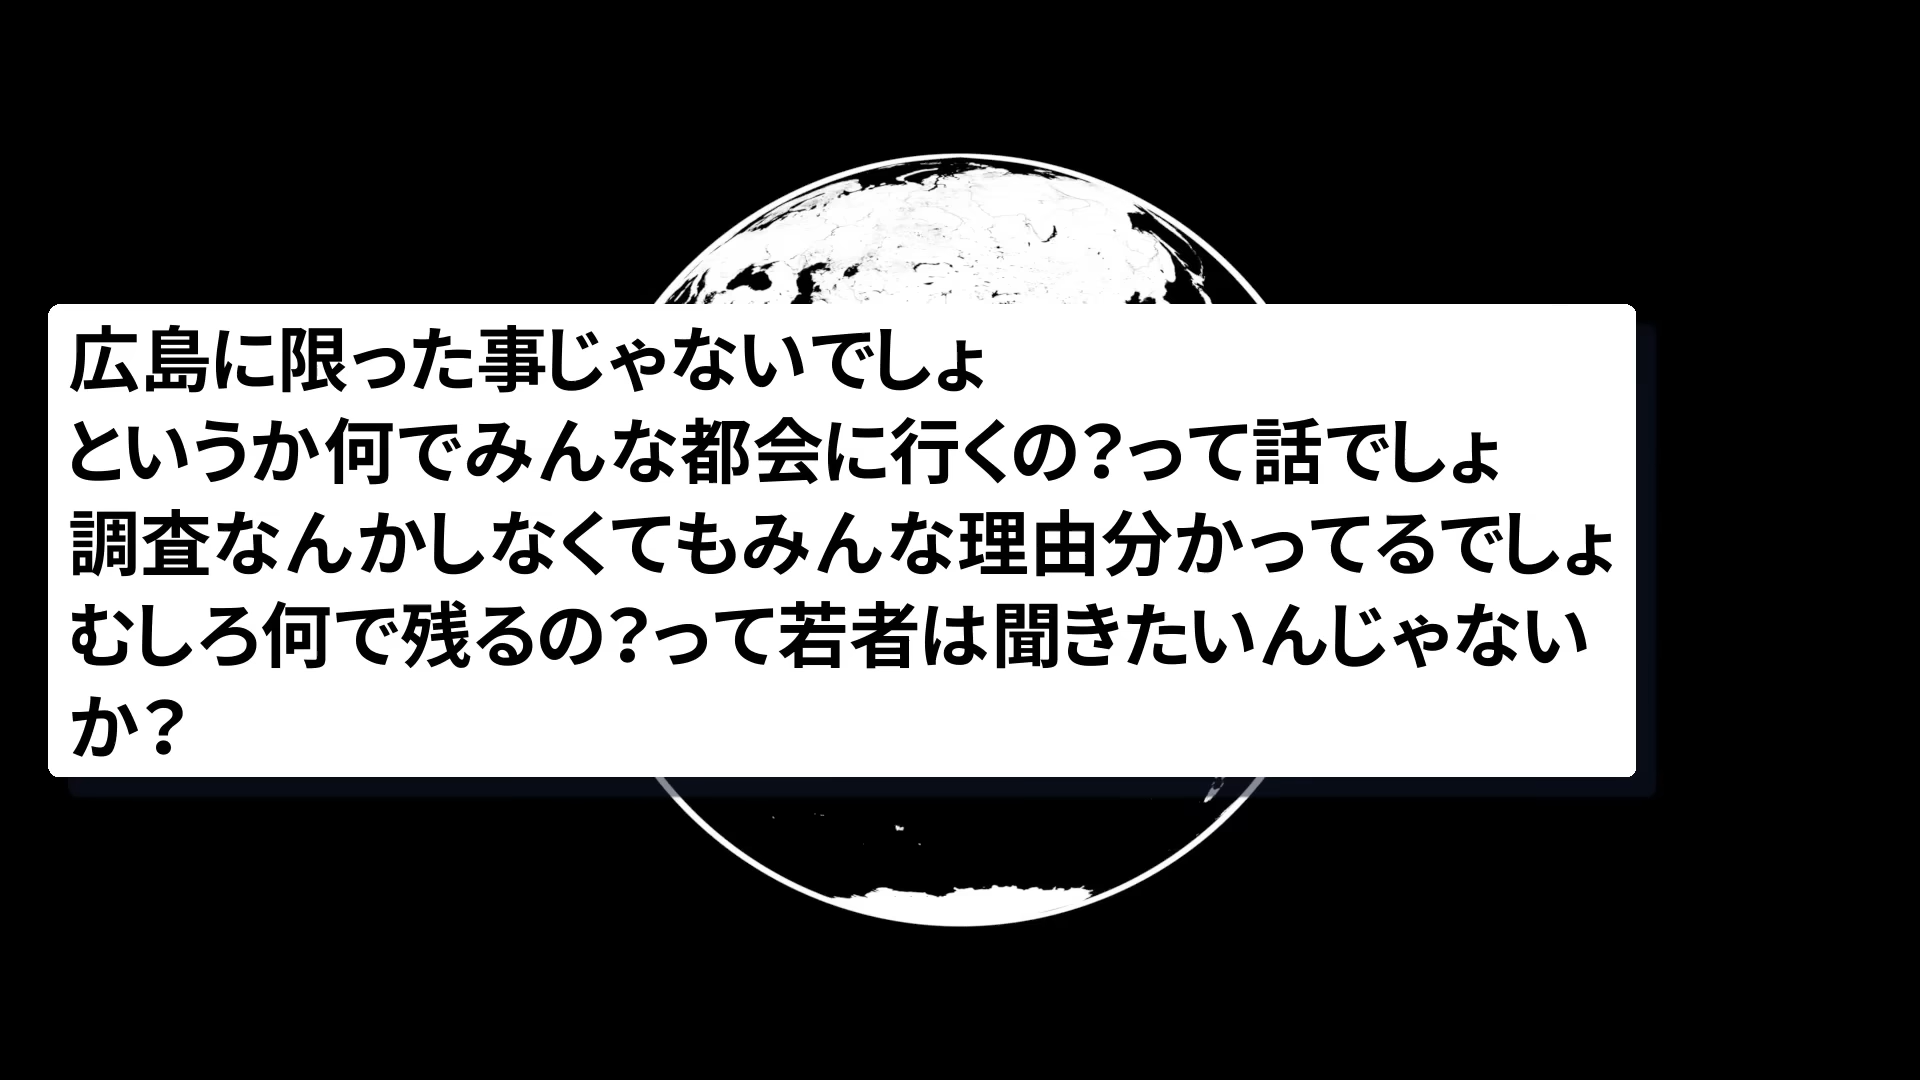 広島に限った事じゃないでしょ
というか何でみんな都会に行くの？って話でしょ
調査なんかしなくてもみんな理由分かってるでしょ
むしろ何で残るの？って若者は聞きたいんじゃない
か？